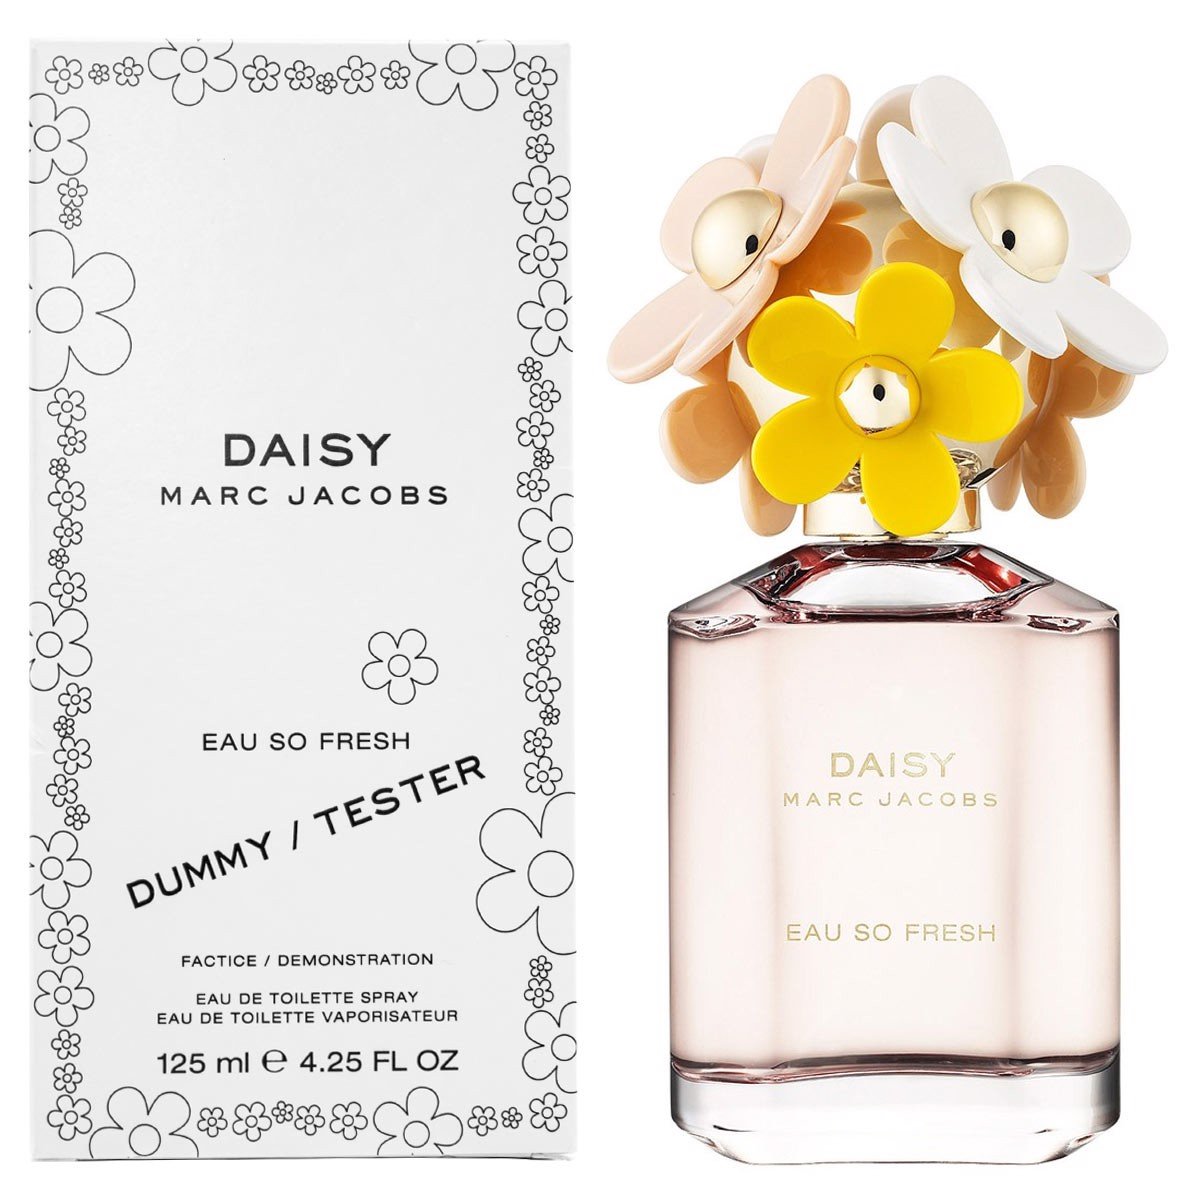 DAISY
MARC JACOBS
EAU SO FRESH
DUMMY / TESTER
FACTICE / DEMONSTRATION
EAU DE TOILETTE SPRAY
EAU DE TOILETTE VAPORISATEUR
125 ml ℮ 4.25 FL OZ
DAISY
MARC JACOBS
EAU SO FRESH